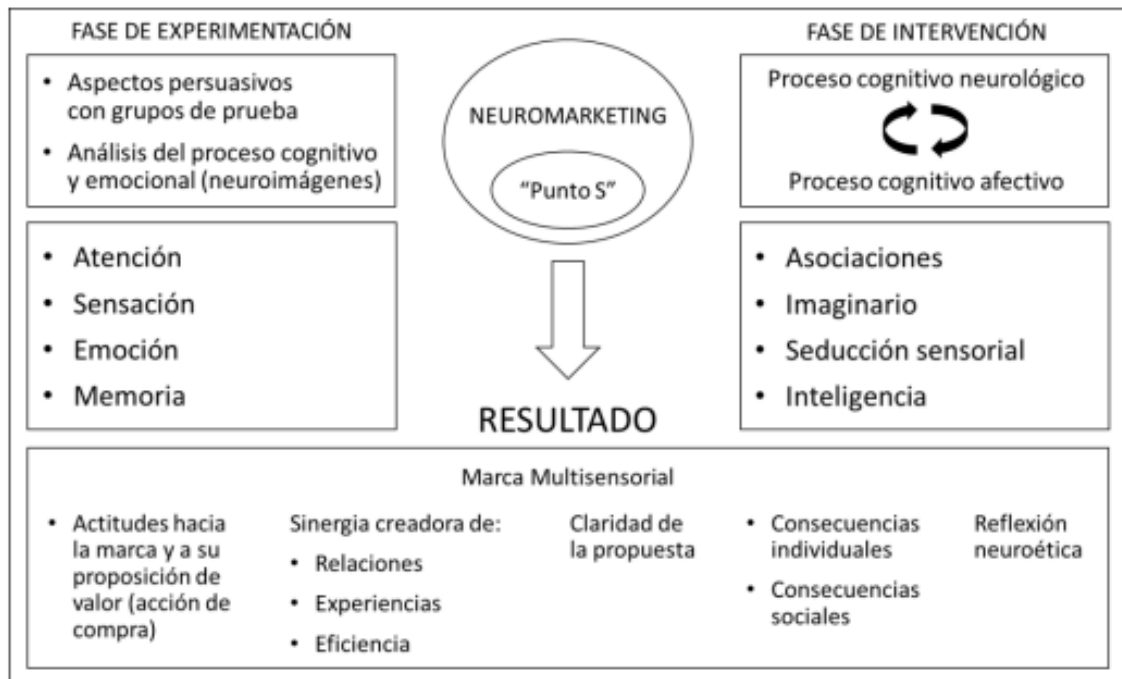 FASE DE EXPERIMENTACIÓN
• Aspectos persuasivos
con grupos de prueba
• Análisis del proceso cognitivo
y emocional (neuroimágenes)
• Atención
• Sensación
• Emoción
• Memoria
NEUROMARKETING
“Punto S”
FASE DE INTERVENCIÓN
Proceso cognitivo neurológico
Proceso cognitivo afectivo
• Asociaciones
• Imaginario
• Seducción sensorial
• Inteligencia
RESULTADO
Marca Multisensorial
• Actitudes hacia
la marca y a su
proposición de
valor (acción de
compra)
Sinergia creadora de:
• Relaciones
• Experiencias
• Eficiencia
Claridad de
la propuesta
• Consecuencias
individuales
• Consecuencias
sociales
Reflexión
neuroética